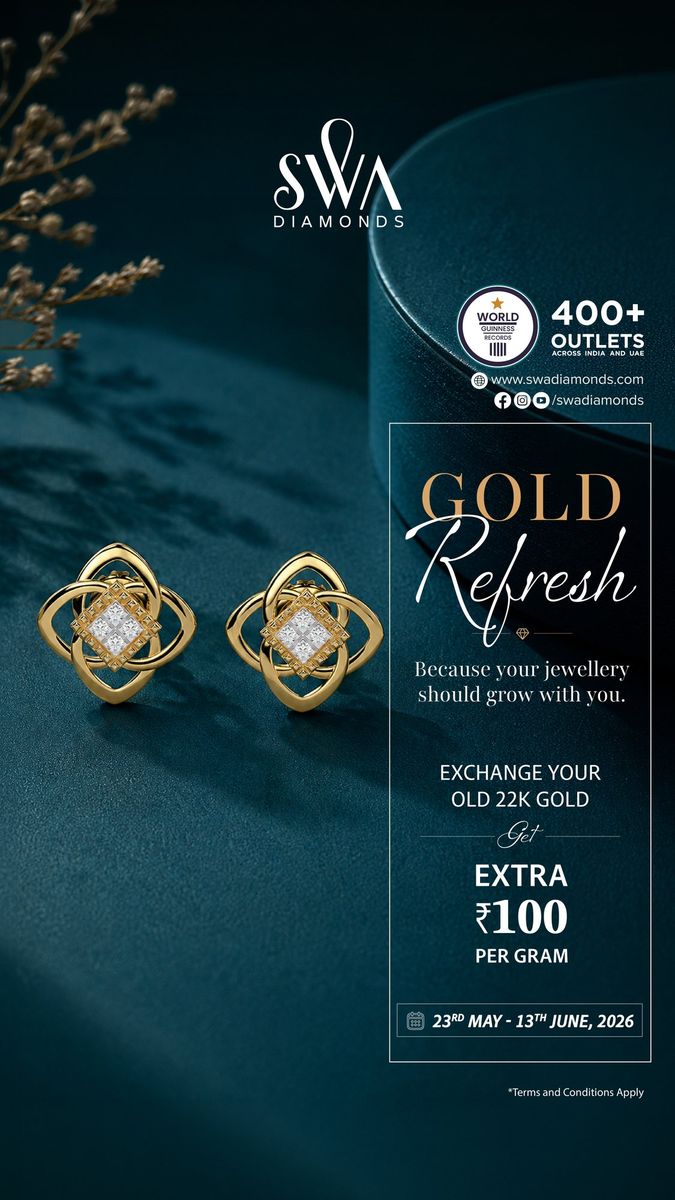 SWA
DIAMONDS
WORLD
GUINNESS
RECORDS
400+
OUTLETS
ACROSS INDIA AND UAE
www.swadiamonds.com
/swadiamonds
GOLD
Refresh
Because your jewellery
should grow with you.
EXCHANGE YOUR
OLD 22K GOLD
Get
EXTRA
₹100
PER GRAM
23RD MAY - 13TH JUNE, 2026
*Terms and Conditions Apply